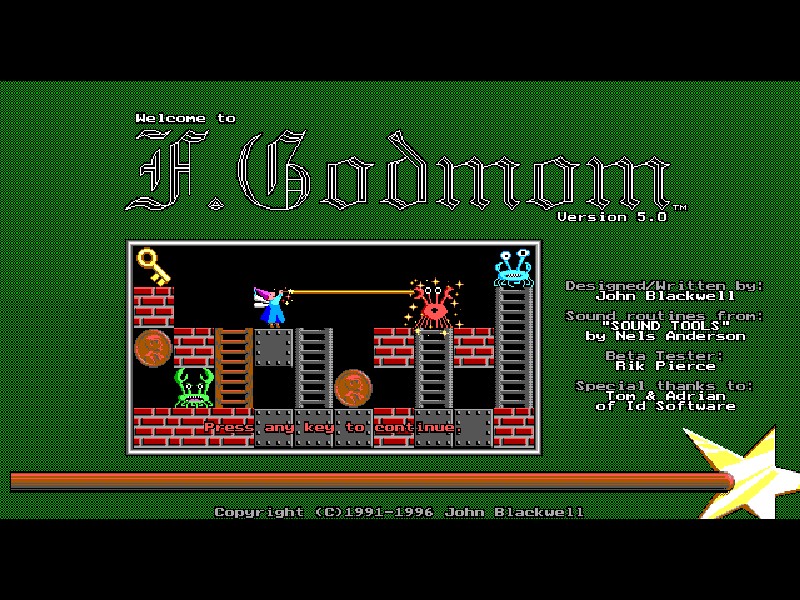 Welcome to
F.Godmom™
Version 5.0
Designed/Written by:
John Blackwell
Sound routines from:
"SOUND TOOLS"
by Nels Anderson
Beta Tester:
Rik Pierce
Special thanks to:
Tom & Adrian
of Id Software
Press any key to continue.
Copyright (C)1991-1996 John Blackwell